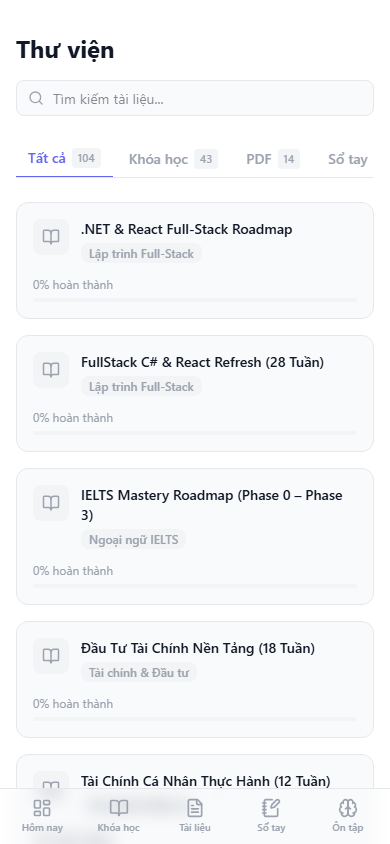 Thư viện
Tìm kiếm tài liệu...
Tất cả 104 Khóa học 43 PDF 14 Sổ tay
.NET & React Full-Stack Roadmap
Lập trình Full-Stack
0% hoàn thành
FullStack C# & React Refresh (28 Tuần)
Lập trình Full-Stack
0% hoàn thành
IELTS Mastery Roadmap (Phase 0 – Phase
3)
Ngoại ngữ IELTS
0% hoàn thành
Đầu Tư Tài Chính Nền Tảng (18 Tuần)
Tài chính & Đầu tư
0% hoàn thành
Tài Chính Cá Nhân Thực Hành (12 Tuần)
Hôm nay Khóa học Tài liệu Sổ tay Ôn tập